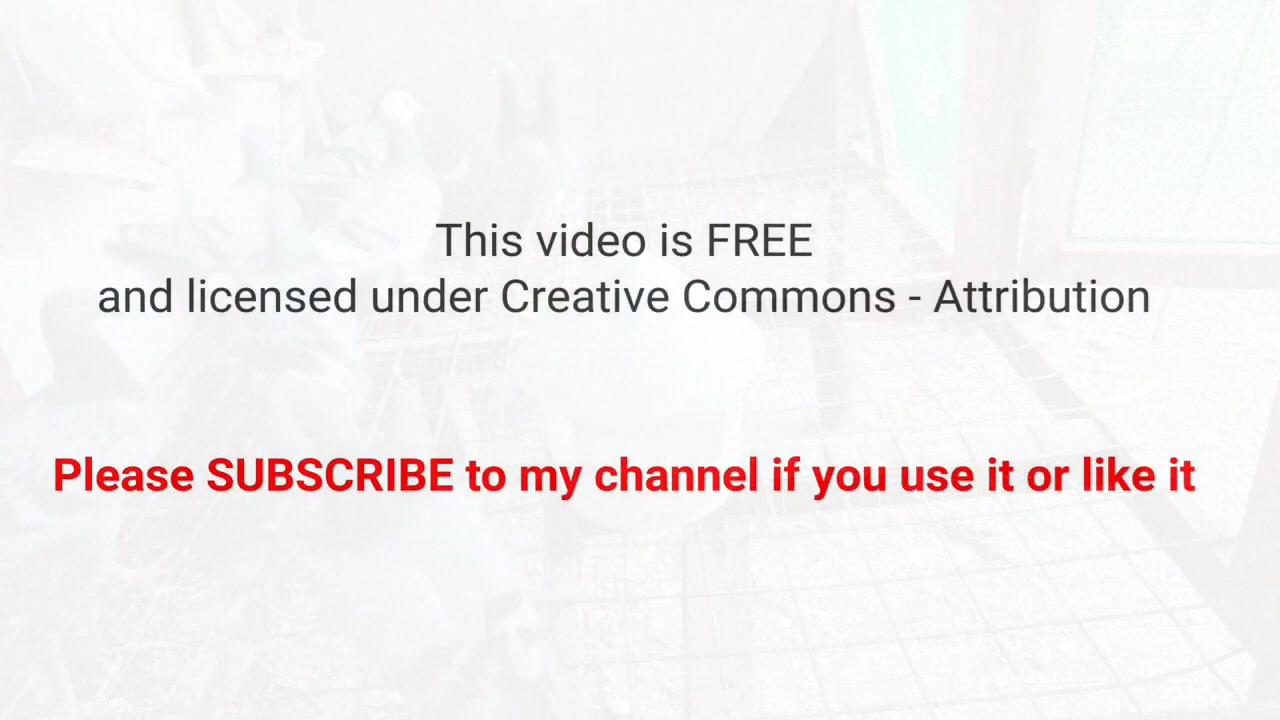 This video is FREE
and licensed under Creative Commons - Attribution
Please SUBSCRIBE to my channel if you use it or like it